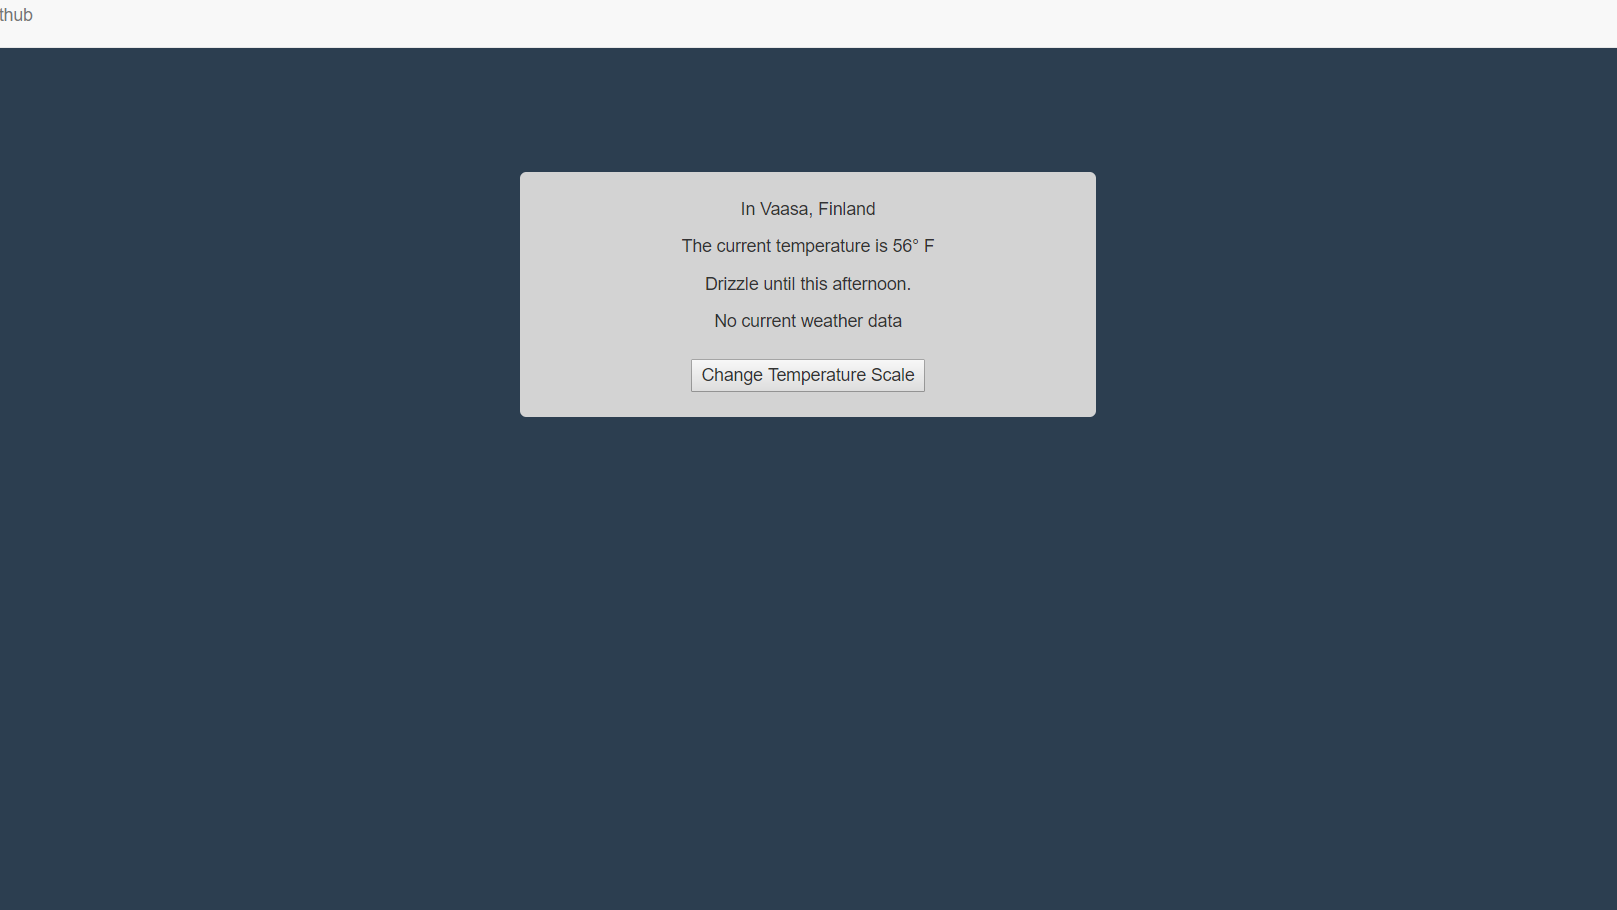 thub
In Vaasa, Finland
The current temperature is 56° F
Drizzle until this afternoon.
No current weather data
Change Temperature Scale